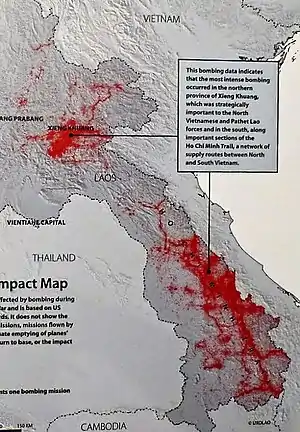 VIETNAM
This bombing data indicates
that the most intense bombing
occurred in the northern
province of Xieng Khuang,
which was strategically
important to the North
Vietnamese and Pathet Lao
forces and in the south, along
important sections of the
Ho Chi Minh Trail, a network of
supply routes between North
and South Vietnam.
ANG PRABANG
XIENG KHUANG
LAOS
VIENTIANE CAPITAL
THAILAND
mpact Map
ffected by bombing during
ar and is based on US
rds. It does not show the
issions, missions flown by
ate emptying of planes'
urn to base, or the impact
nts one bombing mission
150 KM
CAMBODIA
© UXOLAO